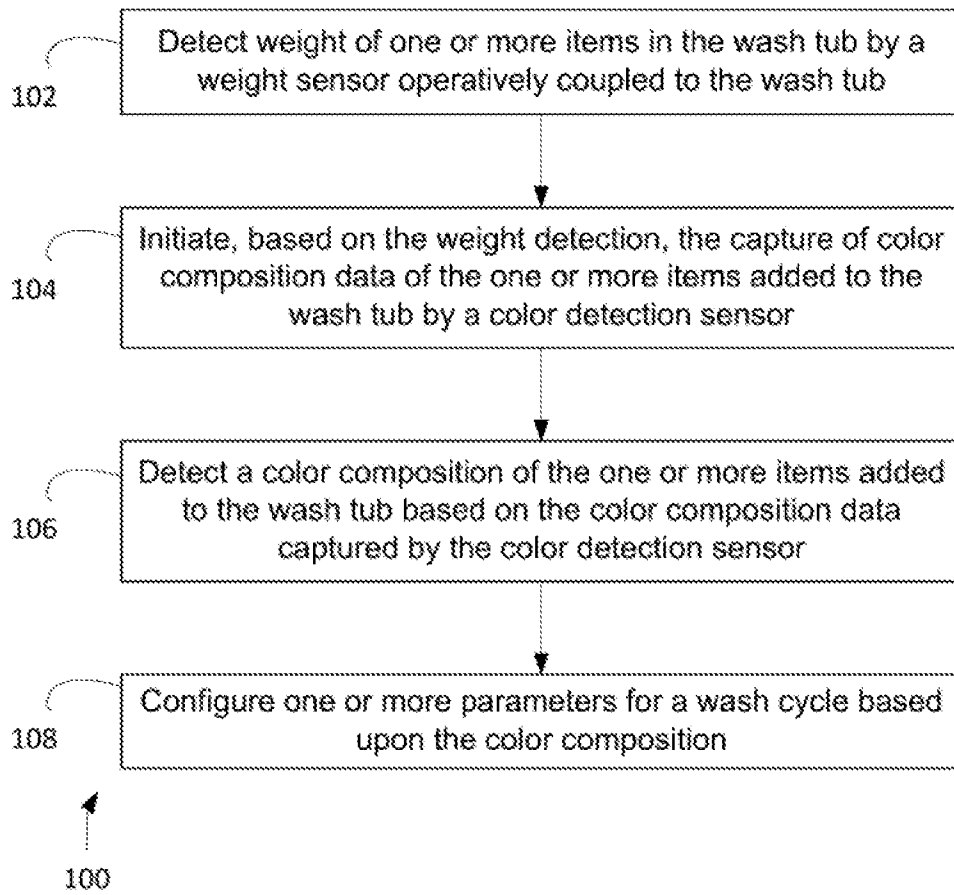 Detect weight of one or more items in the wash tub by a
weight sensor operatively coupled to the wash tub
102
Initiate, based on the weight detection, the capture of color
composition data of the one or more items added to the
wash tub by a color detection sensor
104
Detect a color composition of the one or more items added
to the wash tub based on the color composition data
captured by the color detection sensor
106
Configure one or more parameters for a wash cycle based
upon the color composition
108
100